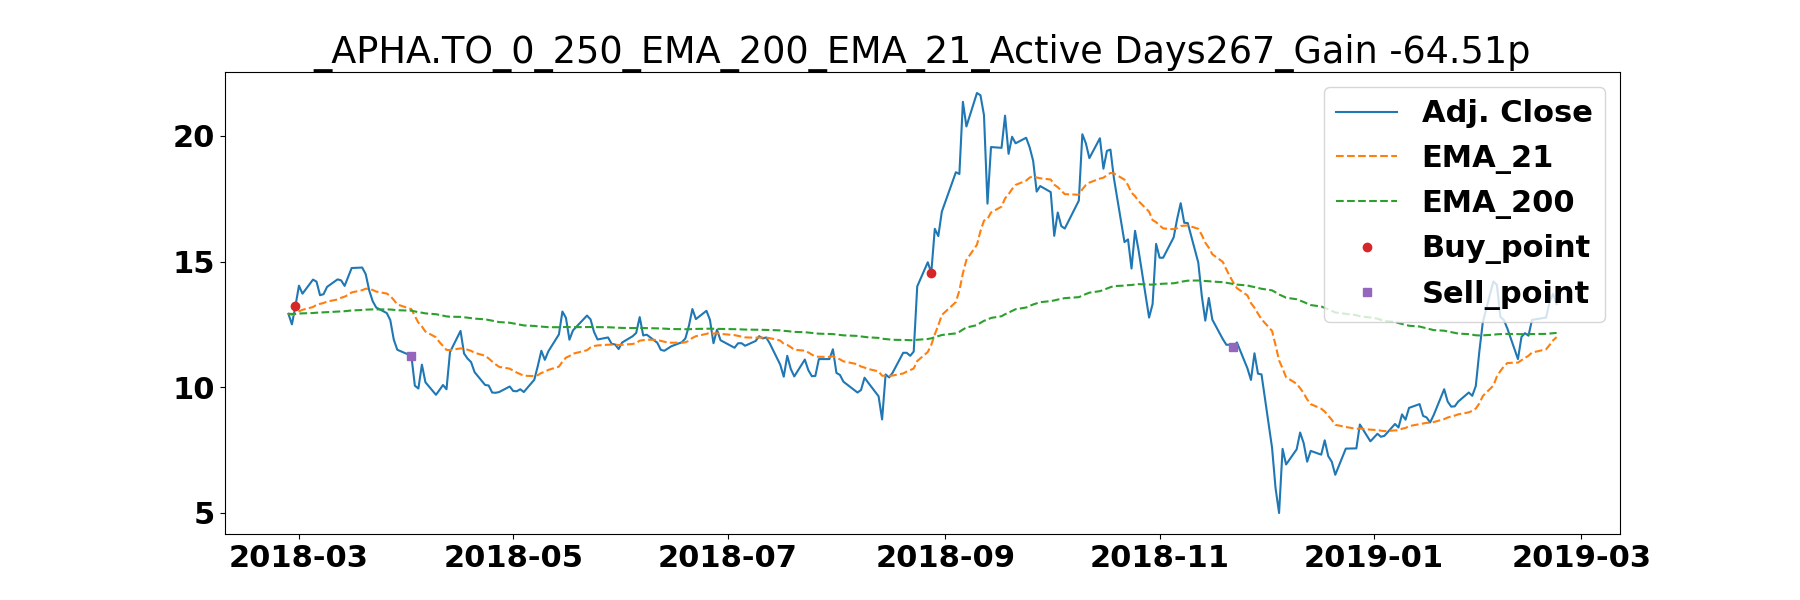 _APHA.TO_0_250_EMA_200_EMA_21_Active Days267_Gain -64.51p
Adj. Close
EMA_21
EMA_200
Buy_point
Sell_point
20
15
10
5
2018-03 2018-05 2018-07 2018-09 2018-11 2019-01 2019-03